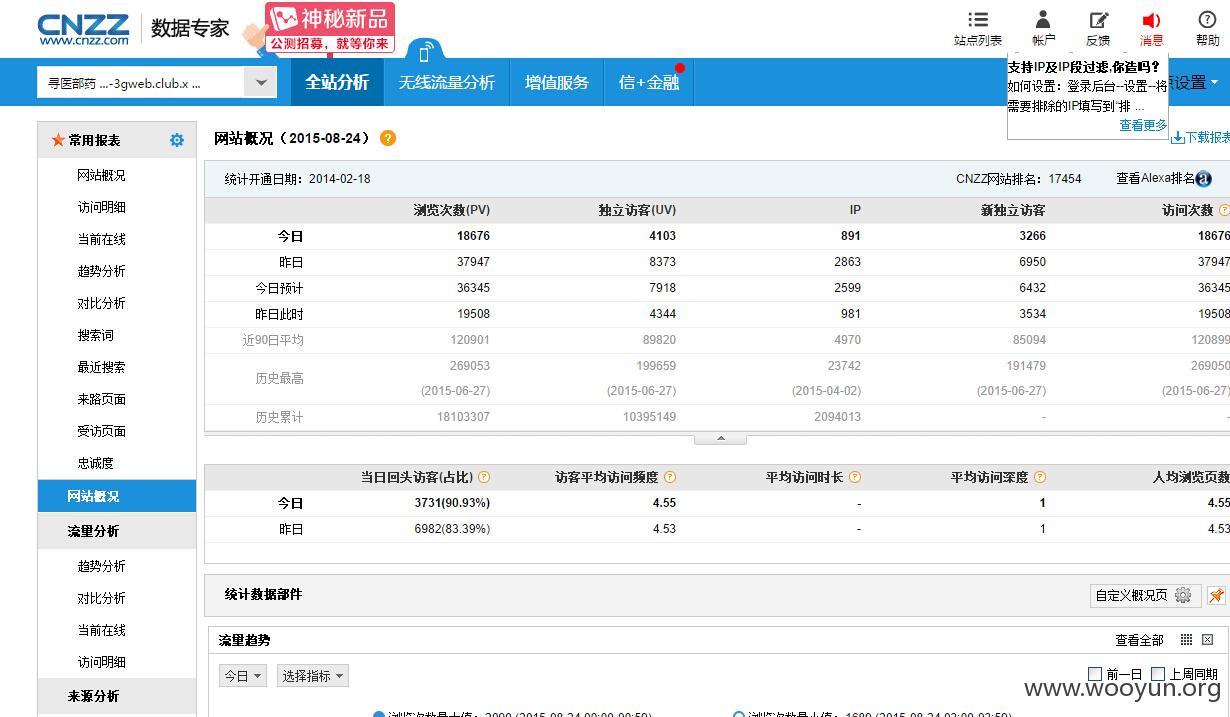 CNZZ 数据专家
www.cnzz.com
神秘新品
公测招募，就等你来
站点列表 帐户 反馈 消息 帮助
寻医部药 ...-3gweb.club.x ...
全站分析 无线流量分析 增值服务 信+金融 设置
支持IP及IP段过滤,你造吗?
如何设置：登录后台--设置--将
需要排除的IP填写到“排 ...
查看更多
下载报表
常用报表
网站概况
访问明细
当前在线
趋势分析
对比分析
搜索词
最近搜索
来路页面
受访页面
忠诚度
网站概况
流量分析
趋势分析
对比分析
当前在线
访问明细
来源分析
网站概况（2015-08-24）
统计开通日期：2014-02-18 CNZZ网站排名：17454 查看Alexa排名
浏览次数(PV) 独立访客(UV) IP 新独立访客 访问次数
今日 18676 4103 891 3266 18676
昨日 37947 8373 2863 6950 37947
今日预计 36345 7918 2599 6432 36345
昨日此时 19508 4344 981 3534 19508
近90日平均 120901 89820 4970 85094 120899
历史最高 269053 199659 23742 191479 269050
(2015-06-27) (2015-06-27) (2015-04-02) (2015-06-27) (2015-06-27)
历史累计 18103307 10395149 2094013 - -
当日回头访客(占比) 访客平均访问频度 平均访问时长 平均访问深度 人均浏览页数
今日 3731(90.93%) 4.55 - 1 4.55
昨日 6982(83.39%) 4.53 - 1 4.53
统计数据部件 自定义概况页
流量趋势 查看全部
今日 选择指标 前一日 上周同期
www.wooyun.org